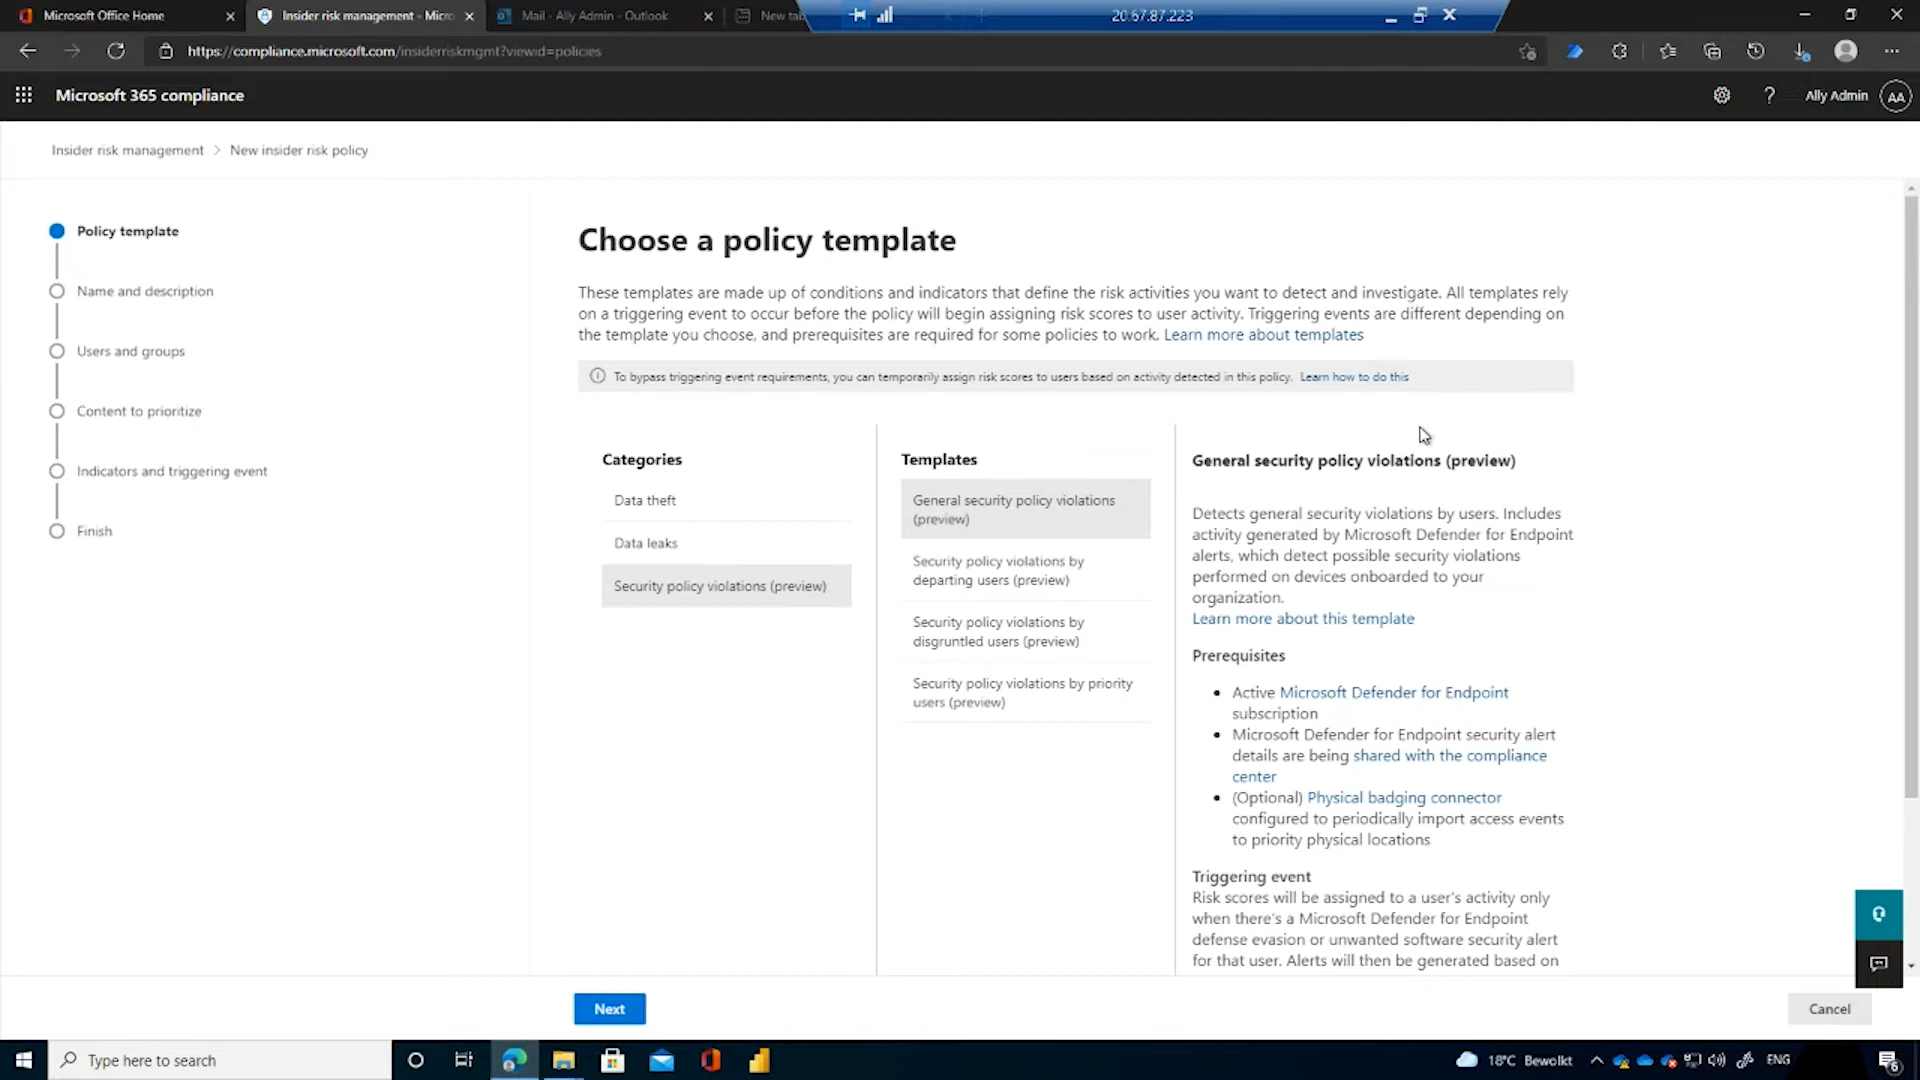 Microsoft Office Home
Insider risk management - Micro
Mail - Ally Admin - Outlook
New tab
20.67.87.223
https://compliance.microsoft.com/insiderriskmgmt?viewid=policies
Microsoft 365 compliance
Ally Admin
AA
Insider risk management > New insider risk policy
Policy template
Name and description
Users and groups
Content to prioritize
Indicators and triggering event
Finish
Choose a policy template
These templates are made up of conditions and indicators that define the risk activities you want to detect and investigate. All templates rely
on a triggering event to occur before the policy will begin assigning risk scores to user activity. Triggering events are different depending on
the template you choose, and prerequisites are required for some policies to work. Learn more about templates
To bypass triggering event requirements, you can temporarily assign risk scores to users based on activity detected in this policy. Learn how to do this
Categories
Data theft
Data leaks
Security policy violations (preview)
Templates
General security policy violations
(preview)
Security policy violations by
departing users (preview)
Security policy violations by
disgruntled users (preview)
Security policy violations by priority
users (preview)
General security policy violations (preview)
Detects general security violations by users. Includes
activity generated by Microsoft Defender for Endpoint
alerts, which detect possible security violations
performed on devices onboarded to your
organization.
Learn more about this template
Prerequisites
• Active Microsoft Defender for Endpoint
subscription
• Microsoft Defender for Endpoint security alert
details are being shared with the compliance
center
• (Optional) Physical badging connector
configured to periodically import access events
to priority physical locations
Triggering event
Risk scores will be assigned to a user's activity only
when there's a Microsoft Defender for Endpoint
defense evasion or unwanted software security alert
for that user. Alerts will then be generated based on
Next
Cancel
Type here to search
18°C Bewolkt
ENG
6